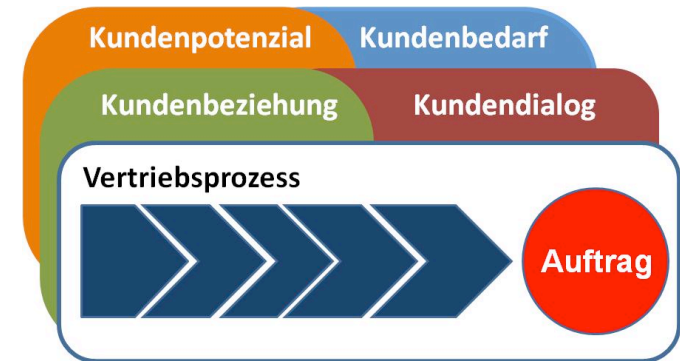 Kundenpotenzial
Kundenbedarf
Kundenbeziehung
Kundendialog
Vertriebsprozess
Auftrag